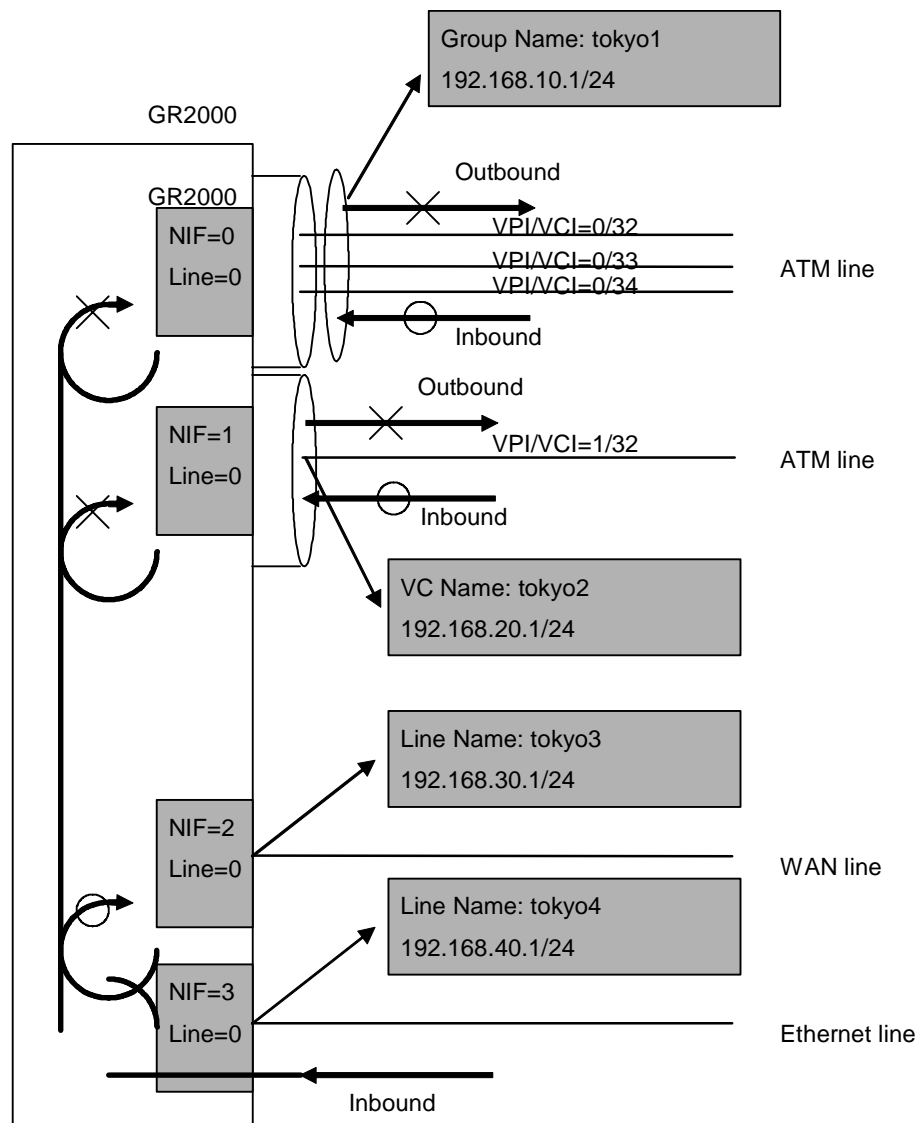 Group Name: tokyo1
192.168.10.1/24
GR2000
GR2000
Outbound
NIF=0
Line=0
VPI/VCI=0/32
VPI/VCI=0/33
VPI/VCI=0/34
ATM line
Inbound
Outbound
NIF=1
Line=0
VPI/VCI=1/32
ATM line
Inbound
VC Name: tokyo2
192.168.20.1/24
Line Name: tokyo3
192.168.30.1/24
NIF=2
Line=0
WAN line
Line Name: tokyo4
192.168.40.1/24
NIF=3
Line=0
Ethernet line
Inbound